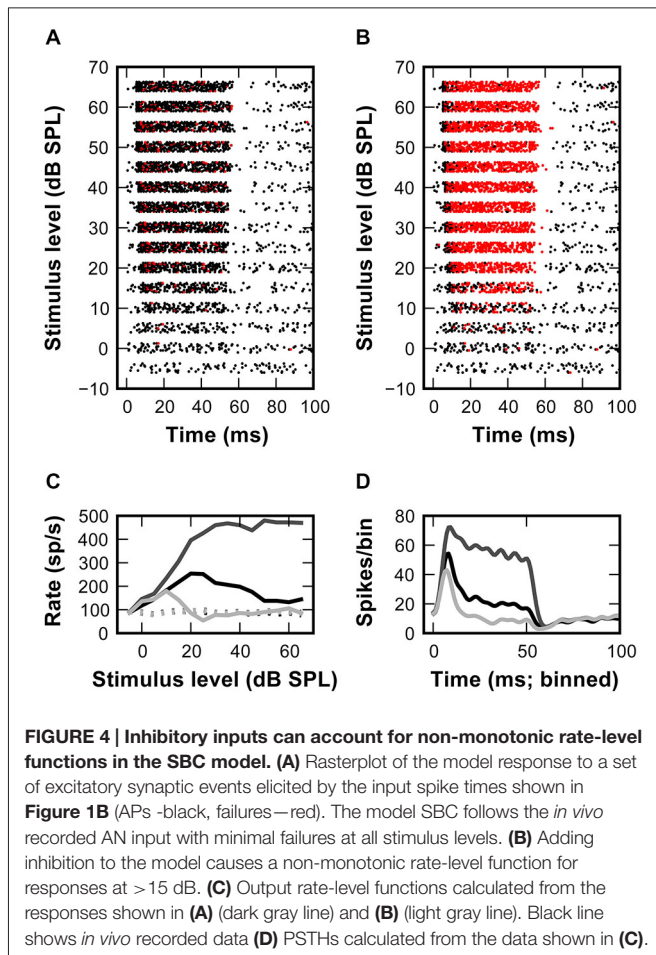 A
B
Stimulus level (dB SPL)
70
60
50
40
30
20
10
0
−10
0 20 40 60 80 100
Time (ms)
Stimulus level (dB SPL)
70
60
50
40
30
20
10
0
−10
0 20 40 60 80 100
Time (ms)
C
D
Rate (sp/s)
500
400
300
200
100
0
0 20 40 60
Stimulus level (dB SPL)
Spikes/bin
80
60
40
20
0
0 50 100
Time (ms; binned)
FIGURE 4 | Inhibitory inputs can account for non-monotonic rate-level
functions in the SBC model. (A) Rasterplot of the model response to a
set of excitatory synaptic events elicited by the input spike times shown in
Figure 1B (APs -black, failures—red). The model SBC follows the in vivo
recorded AN input with minimal failures at all stimulus levels. (B) Adding
inhibition to the model causes a non-monotonic rate-level function for
responses at >15 dB. (C) Output rate-level functions calculated from the
responses shown in (A) (dark gray line) and (B) (light gray line). Black line
shows in vivo recorded data (D) PSTHs calculated from the data shown in (C).